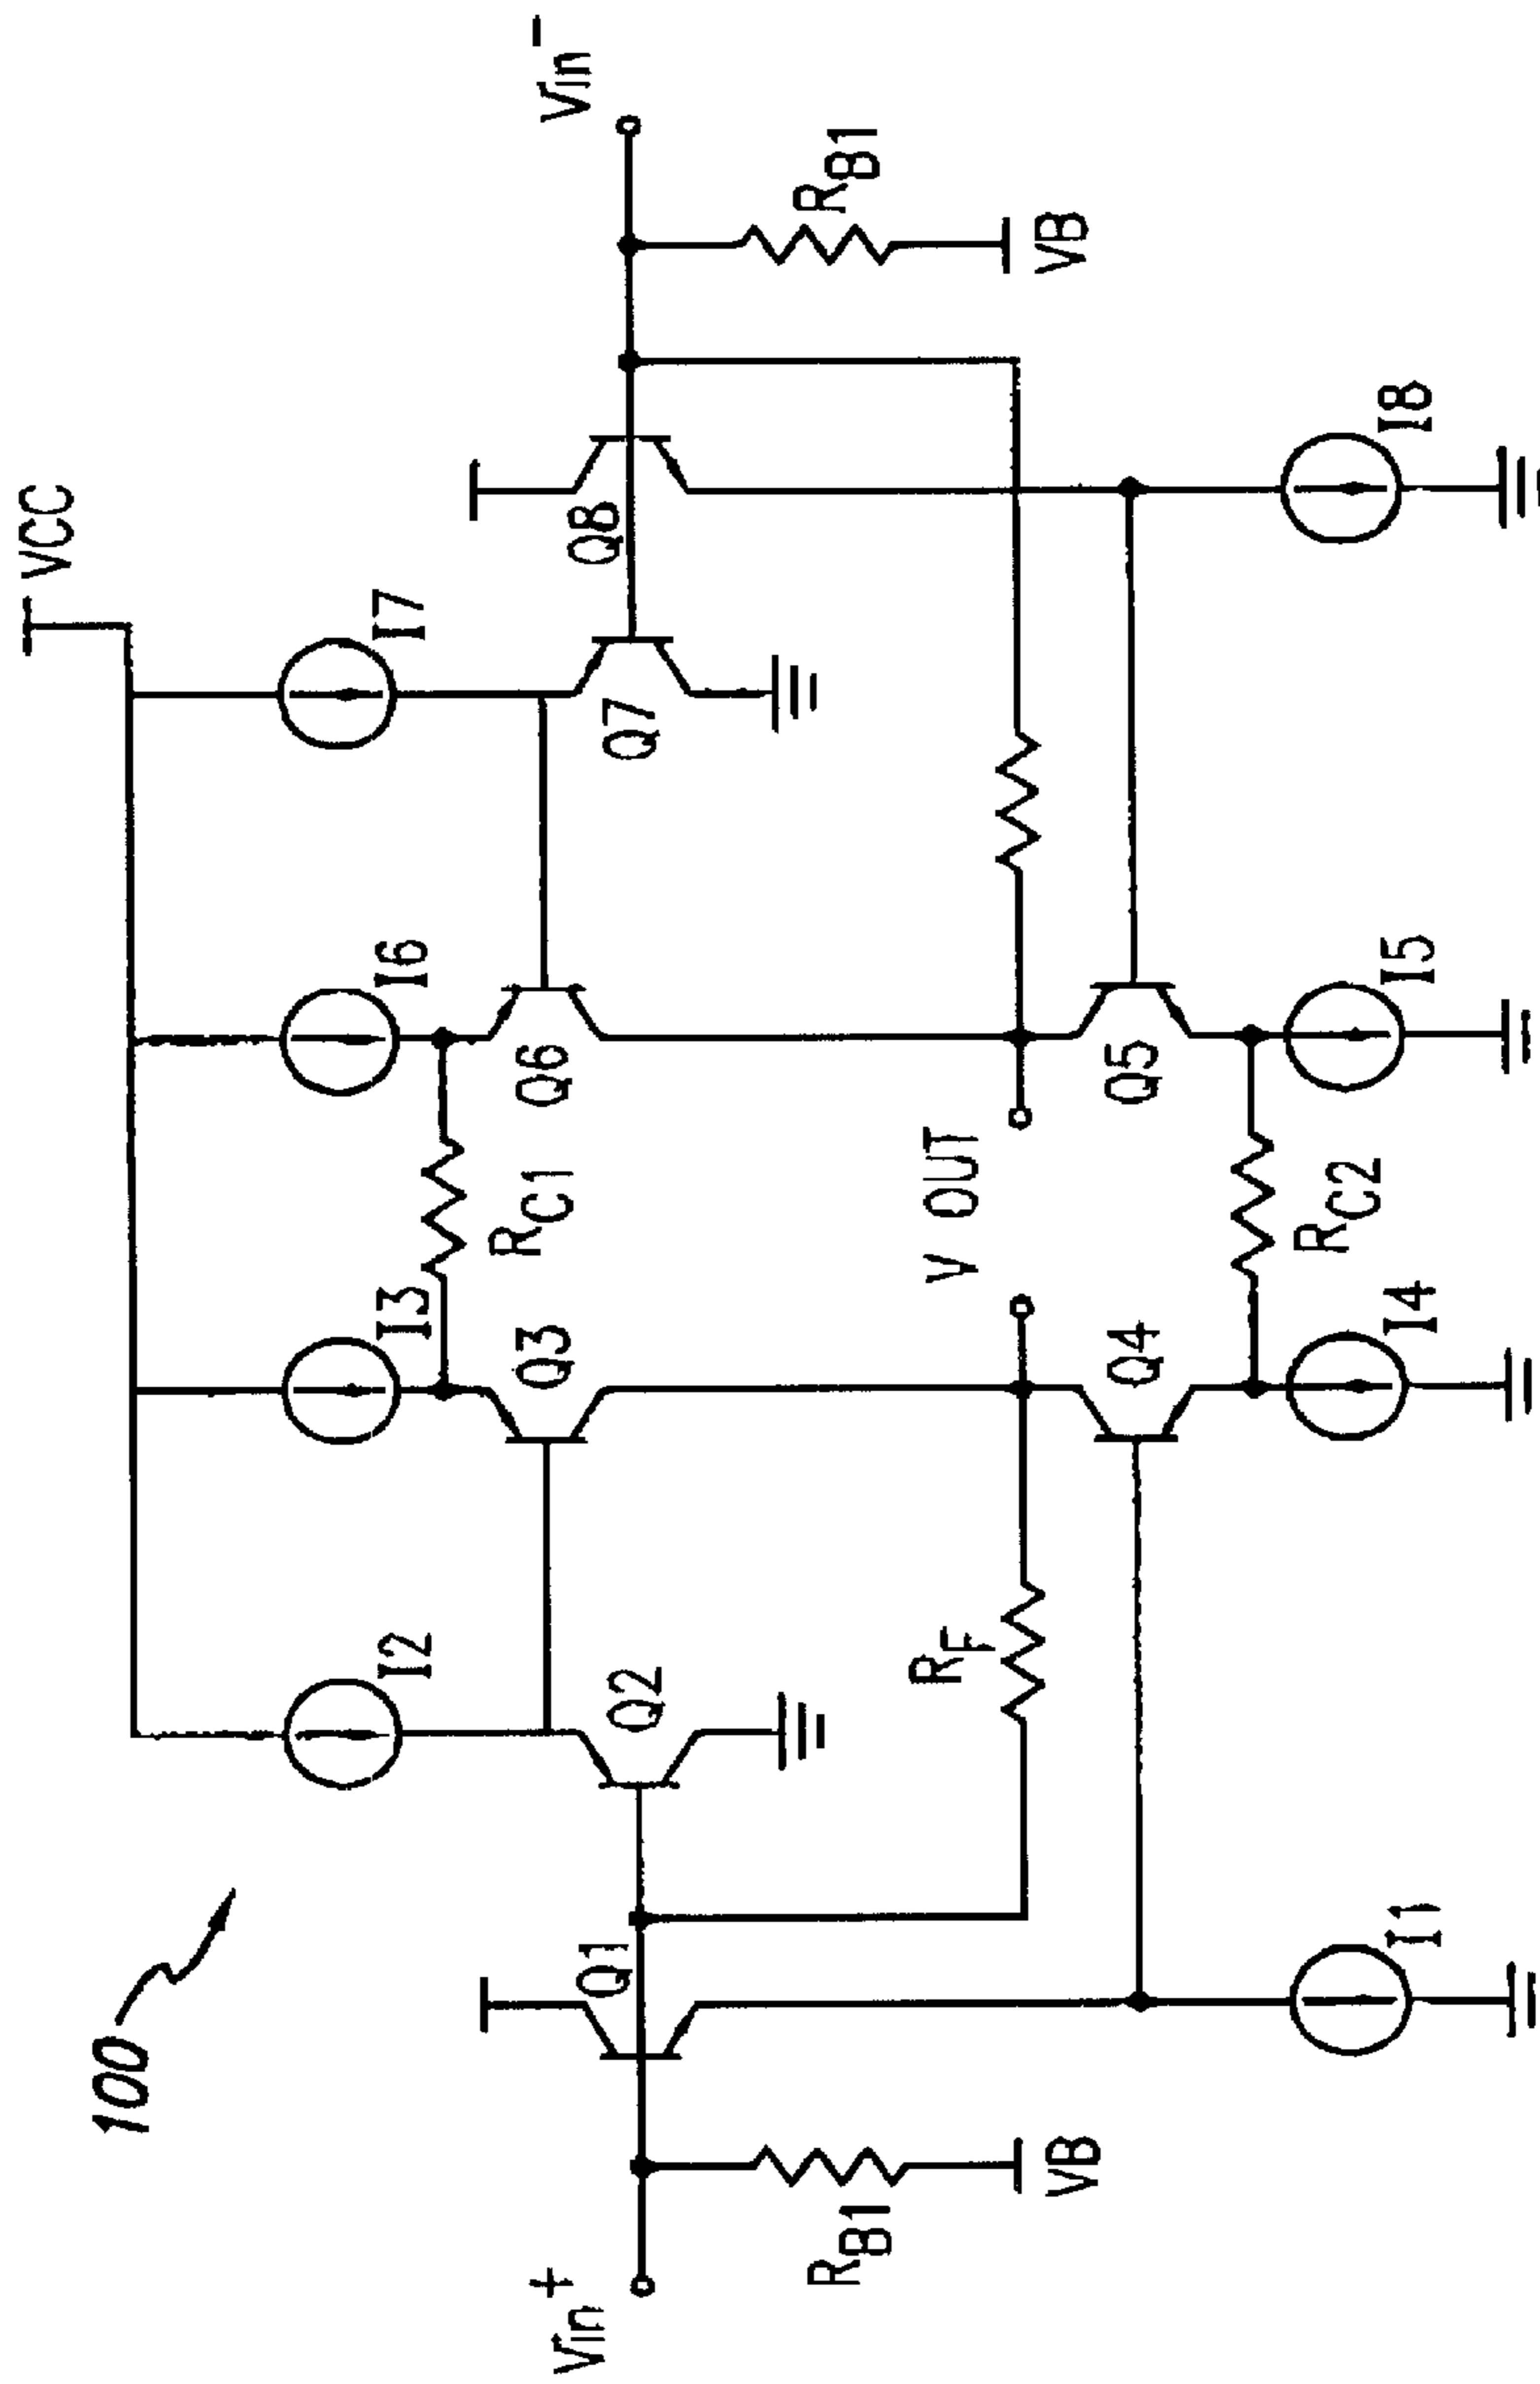 100
VCC
I2
I3
I6
I7
Vin+
Q1
Q2
Q3
RC1
Q6
Q7
Q8
Vin-
RB1
VB
RF
V OUT
RB1
VB
Q4
Q5
RC2
I1
I4
I5
I8